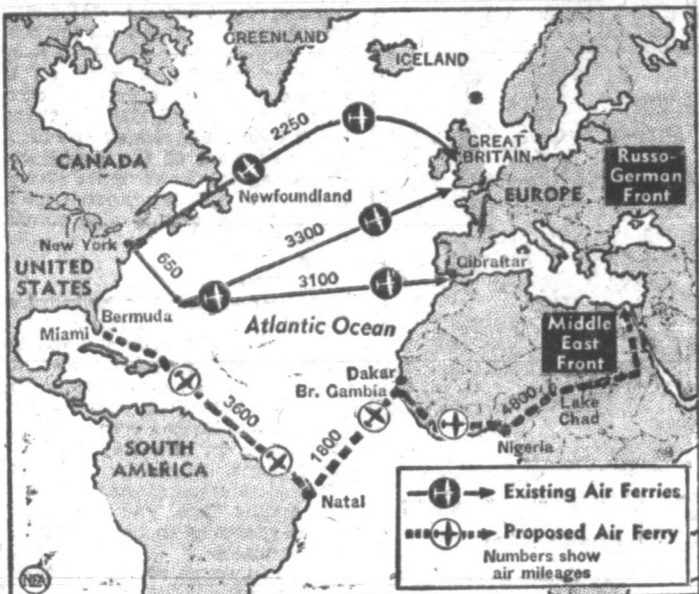 GREENLAND
ICELAND
2250
GREAT
BRITAIN
CANADA
Russo-
German
Front
Newfoundland
EUROPE
New York
3300
650
Gibraltar
UNITED
STATES
3100
Bermuda
Miami
Atlantic Ocean
Middle
East
Front
Dakar
Br. Gambia
3600
4800
Lake
Chad
1800
SOUTH
AMERICA
Nigeria
Natal
Existing Air Ferries
Proposed Air Ferry
Numbers show
air mileages
NEA